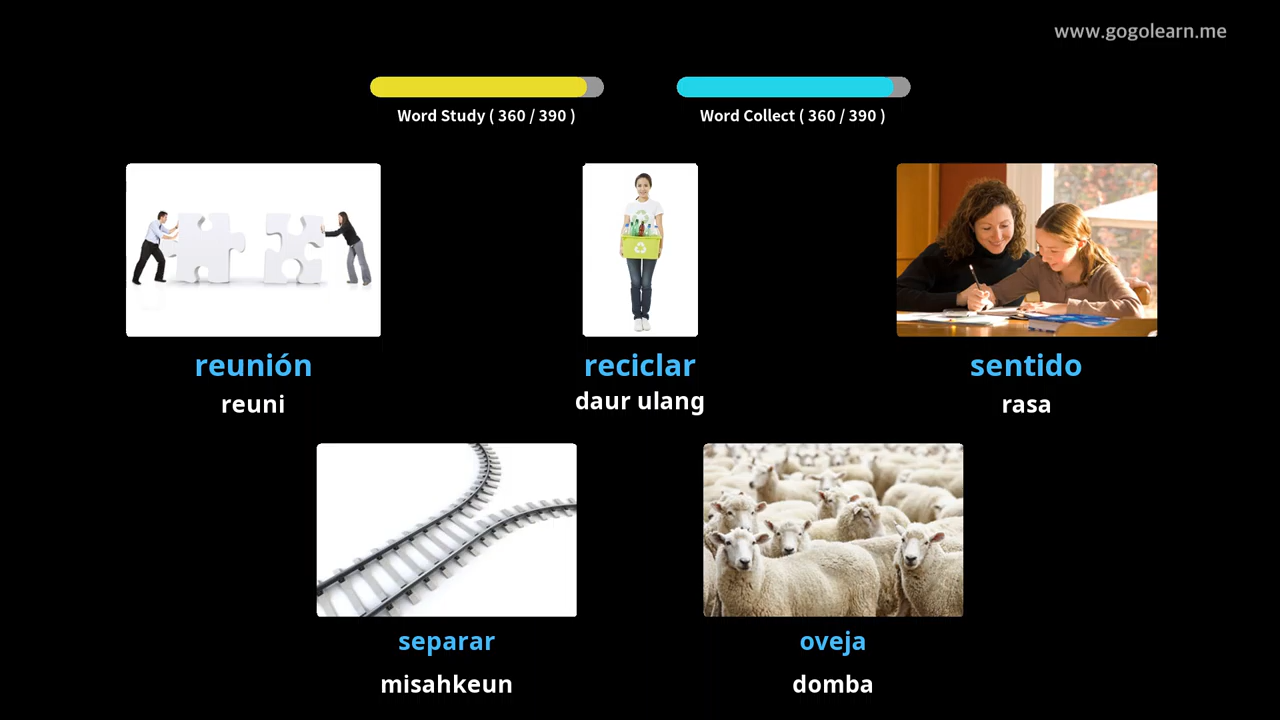 www.gogolearn.me
Word Study ( 360 / 390 )
Word Collect ( 360 / 390 )
reunión
reuni
reciclar
daur ulang
sentido
rasa
separar
misahkeun
oveja
domba